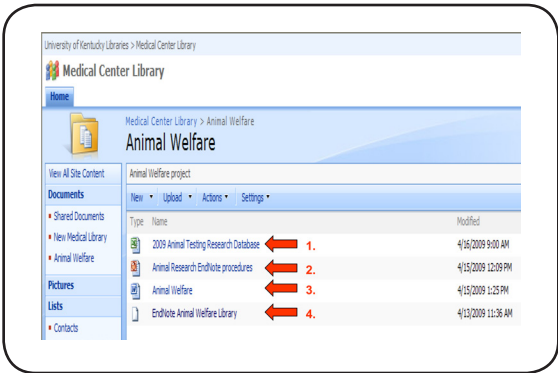 University of Kentucky Libraries > Medical Center Library
Medical Center Library
Home
Medical Center Library > Animal Welfare
Animal Welfare
View All Site Content
Animal Welfare project
Documents
New Upload Actions Settings
Shared Documents
Type Name Modified
New Medical Library
2009 Animal Testing Research Database 1. 4/16/2009 9:00 AM
Animal Welfare
Animal Research EndNote procedures 2. 4/15/2009 12:09 PM
Pictures
Animal Welfare 3. 4/15/2009 1:25 PM
Lists
EndNote Animal Welfare Library 4. 4/13/2009 11:36 AM
Contacts